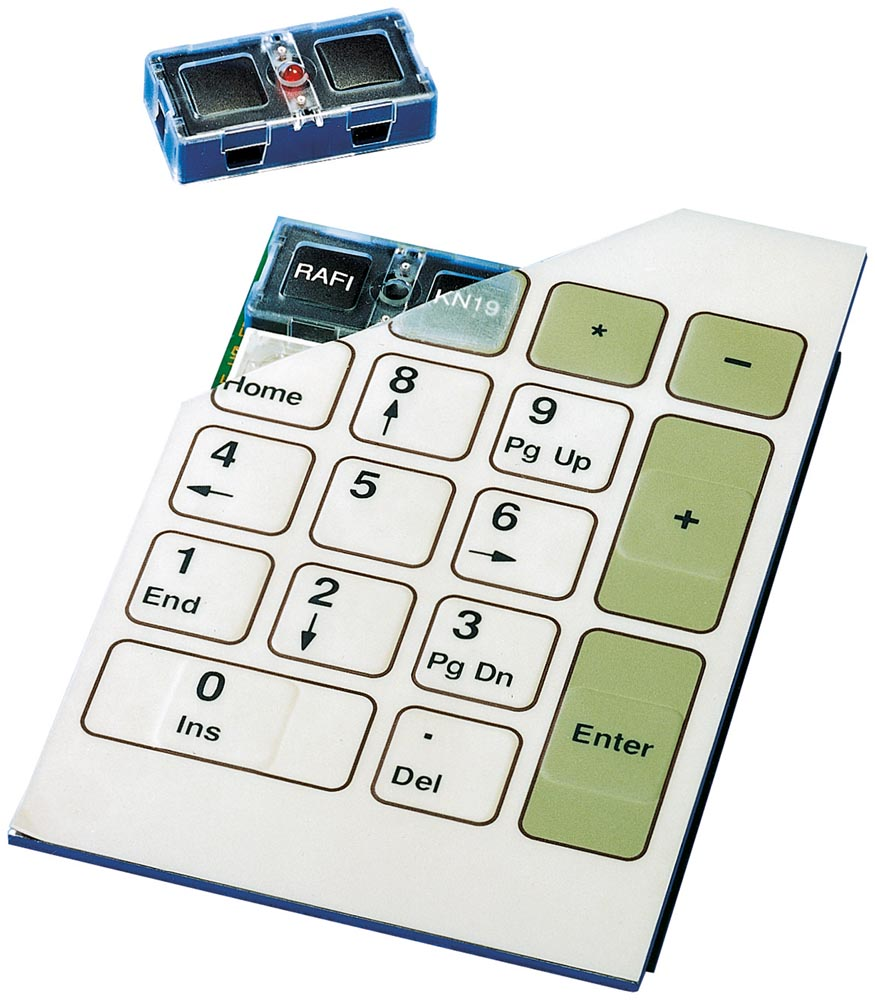 RAFI
KN19
*
-
Home
8
9
Pg Up
+
4
5
6
1
End
2
3
Pg Dn
Enter
0
Ins
.
Del